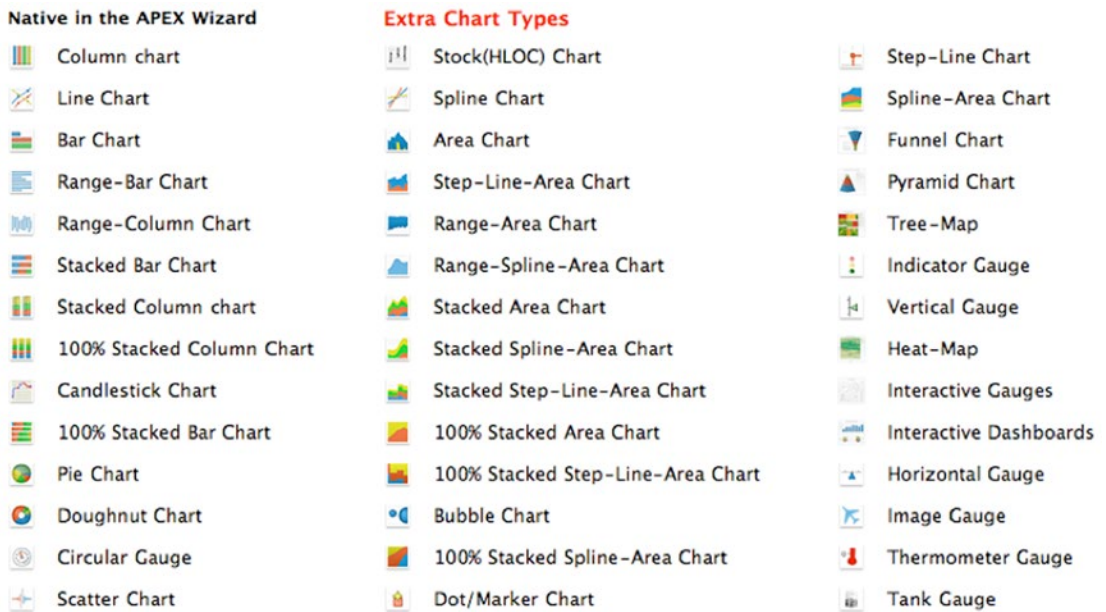 Native in the APEX Wizard
Column chart
Line Chart
Bar Chart
Range-Bar Chart
Range-Column Chart
Stacked Bar Chart
Stacked Column chart
100% Stacked Column Chart
Candlestick Chart
100% Stacked Bar Chart
Pie Chart
Doughnut Chart
Circular Gauge
Scatter Chart
Extra Chart Types
Stock(HLOC) Chart
Spline Chart
Area Chart
Step-Line-Area Chart
Range-Area Chart
Range-Spline-Area Chart
Stacked Area Chart
Stacked Spline-Area Chart
Stacked Step-Line-Area Chart
100% Stacked Area Chart
100% Stacked Step-Line-Area Chart
Bubble Chart
100% Stacked Spline-Area Chart
Dot/Marker Chart
Step-Line Chart
Spline-Area Chart
Funnel Chart
Pyramid Chart
Tree-Map
Indicator Gauge
Vertical Gauge
Heat-Map
Interactive Gauges
Interactive Dashboards
Horizontal Gauge
Image Gauge
Thermometer Gauge
Tank Gauge